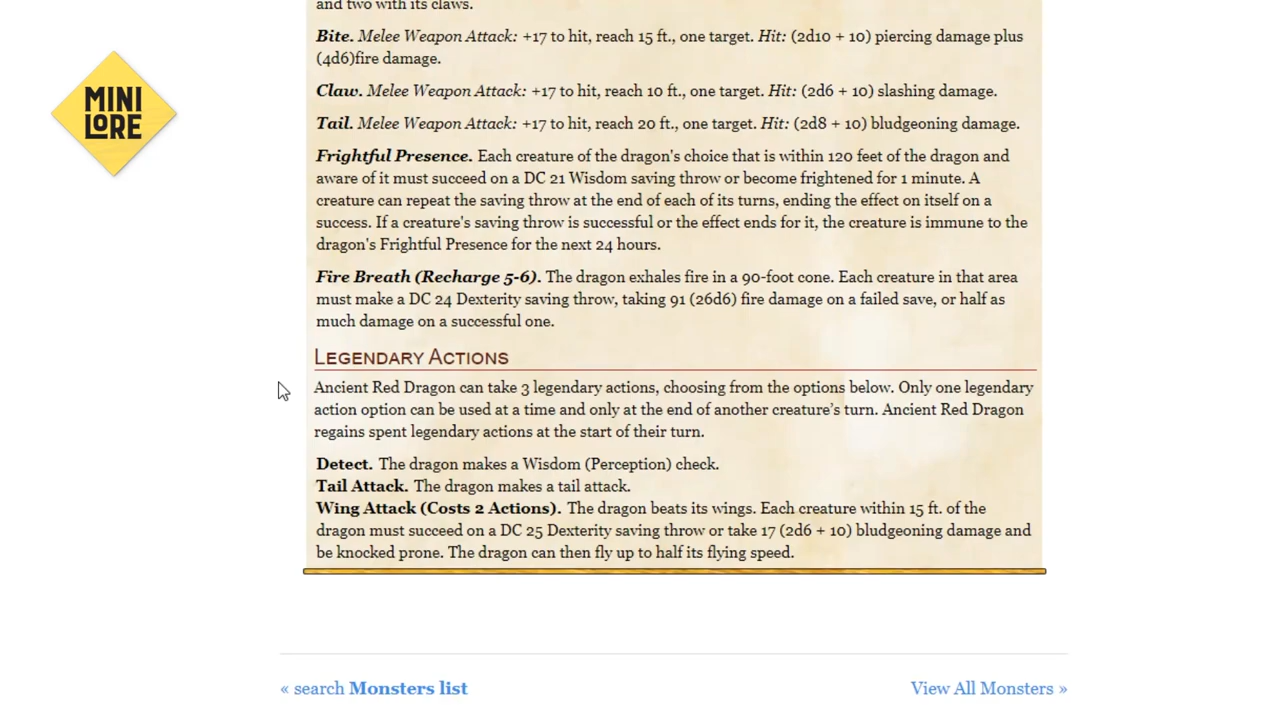 and two with its claws.
Bite. Melee Weapon Attack: +17 to hit, reach 15 ft., one target. Hit: (2d10 + 10) piercing damage plus
(4d6)fire damage.
MINI
LORE
Claw. Melee Weapon Attack: +17 to hit, reach 10 ft., one target. Hit: (2d6 + 10) slashing damage.
Tail. Melee Weapon Attack: +17 to hit, reach 20 ft., one target. Hit: (2d8 + 10) bludgeoning damage.
Frightful Presence. Each creature of the dragon's choice that is within 120 feet of the dragon and
aware of it must succeed on a DC 21 Wisdom saving throw or become frightened for 1 minute. A
creature can repeat the saving throw at the end of each of its turns, ending the effect on itself on a
success. If a creature's saving throw is successful or the effect ends for it, the creature is immune to the
dragon's Frightful Presence for the next 24 hours.
Fire Breath (Recharge 5-6). The dragon exhales fire in a 90-foot cone. Each creature in that area
must make a DC 24 Dexterity saving throw, taking 91 (26d6) fire damage on a failed save, or half as
much damage on a successful one.
LEGENDARY ACTIONS
Ancient Red Dragon can take 3 legendary actions, choosing from the options below. Only one legendary
action option can be used at a time and only at the end of another creature’s turn. Ancient Red Dragon
regains spent legendary actions at the start of their turn.
Detect. The dragon makes a Wisdom (Perception) check.
Tail Attack. The dragon makes a tail attack.
Wing Attack (Costs 2 Actions). The dragon beats its wings. Each creature within 15 ft. of the
dragon must succeed on a DC 25 Dexterity saving throw or take 17 (2d6 + 10) bludgeoning damage and
be knocked prone. The dragon can then fly up to half its flying speed.
« search Monsters list
View All Monsters »